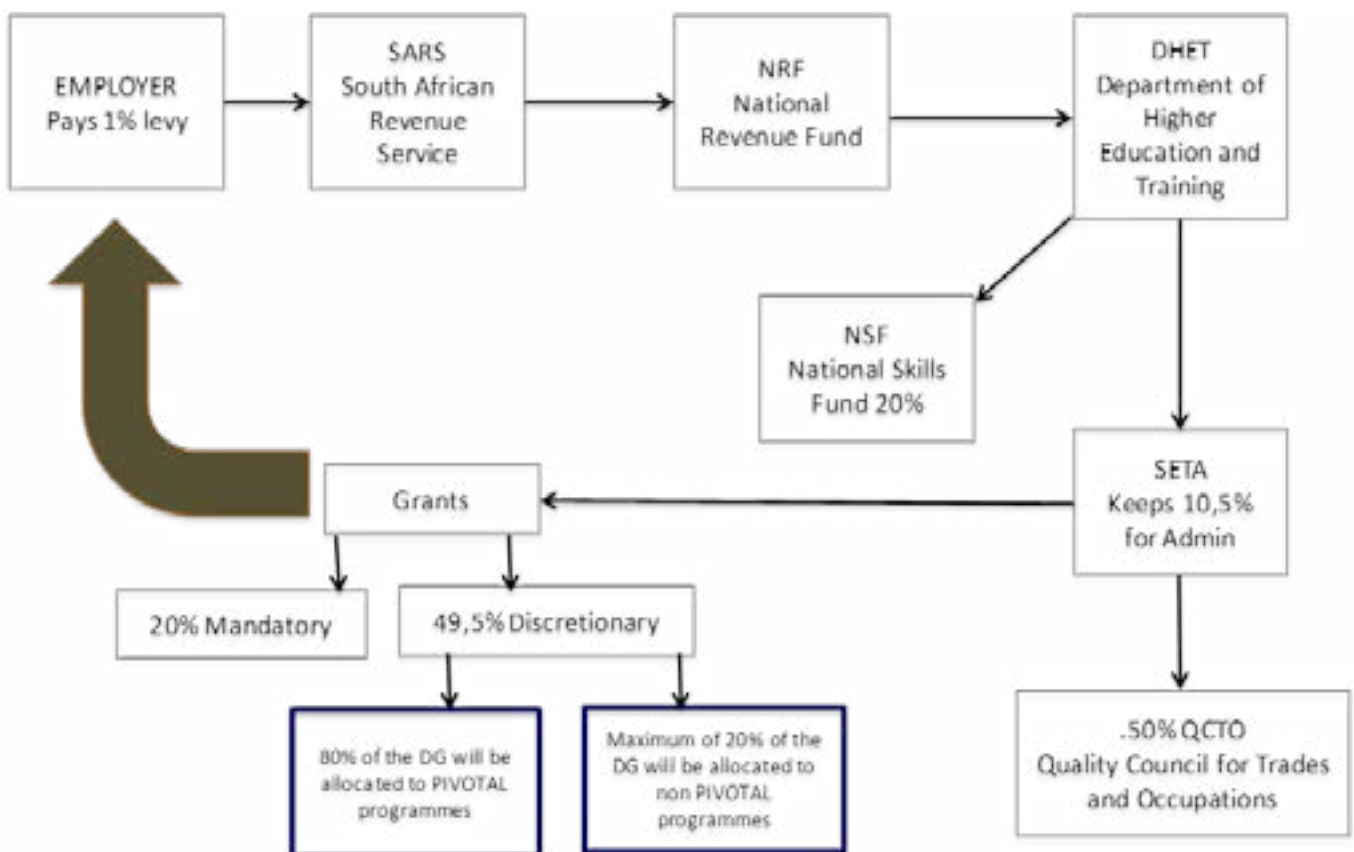 EMPLOYER
Pays 1% levy
SARS
South African
Revenue
Service
NRF
National
Revenue Fund
DHET
Department of
Higher
Education and
Training
NSF
National Skills
Fund 20%
SETA
Keeps 10,5%
for Admin
Grants
20% Mandatory
49,5% Discretionary
80% of the DG will be
allocated to PIVOTAL
programmes
Maximum of 20% of the
DG will be allocated to
non PIVOTAL
programmes
.50% QCTO
Quality Council for Trades
and Occupations